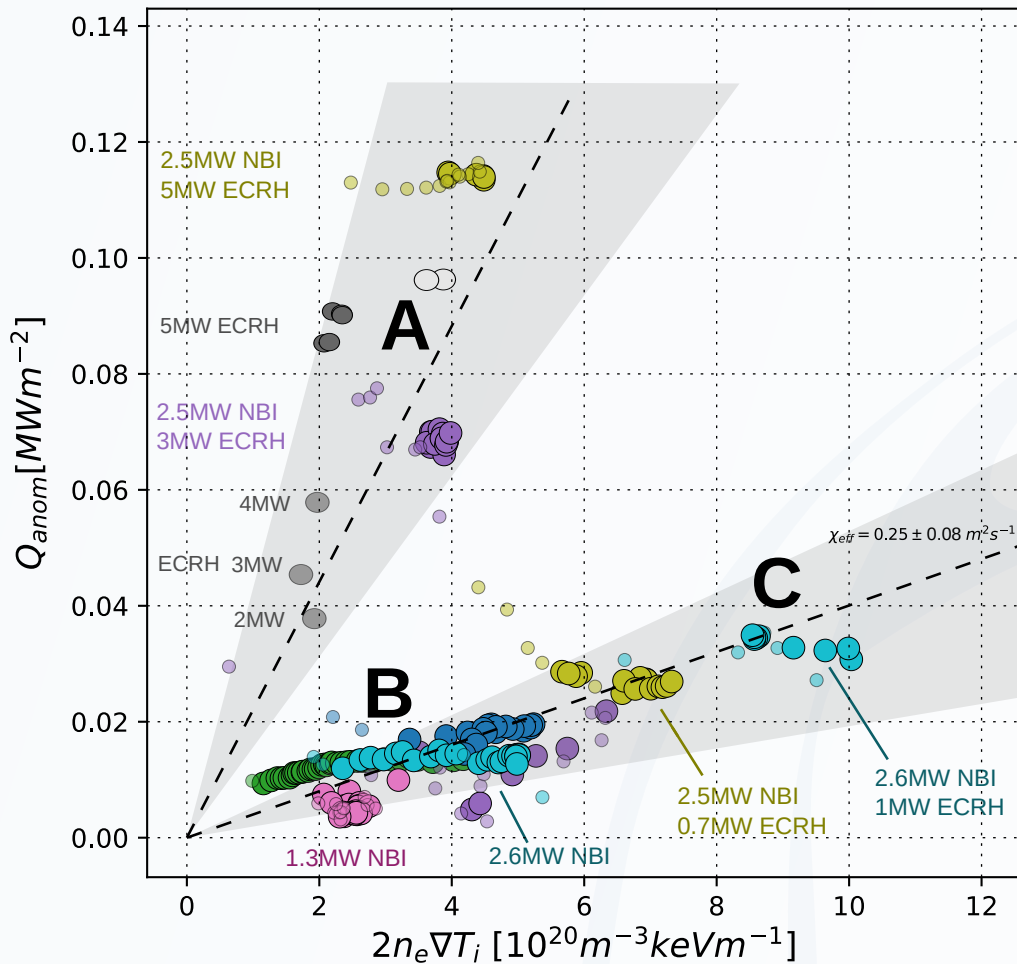 0.14
0.12
0.10
0.08
0.06
0.04
0.02
0.00
Q_anom [MWm⁻²]
2.5MW NBI
5MW ECRH
A
5MW ECRH
2.5MW NBI
3MW ECRH
4MW
ECRH 3MW
2MW
χ_eff = 0.25 ± 0.08 m²s⁻¹
C
B
2.6MW NBI
1MW ECRH
2.5MW NBI
0.7MW ECRH
1.3MW NBI
2.6MW NBI
0 2 4 6 8 10 12
2n_e∇T_i [10²⁰m⁻³keVm⁻¹]